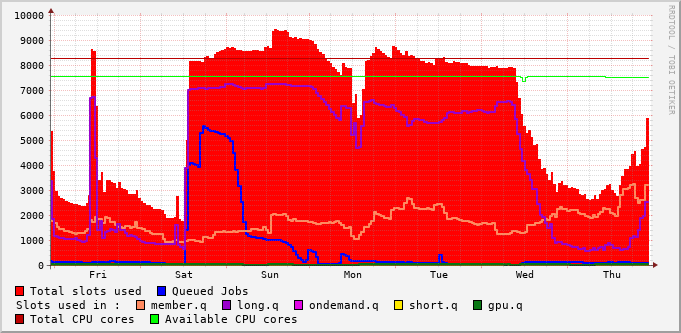 10000
9000
8000
7000
6000
5000
4000
3000
2000
1000
0
Fri Sat Sun Mon Tue Wed Thu
RRDTOOL / TOBI OETIKER
Total slots used Queued Jobs
Slots used in : member.q long.q ondemand.q short.q gpu.q
Total CPU cores Available CPU cores